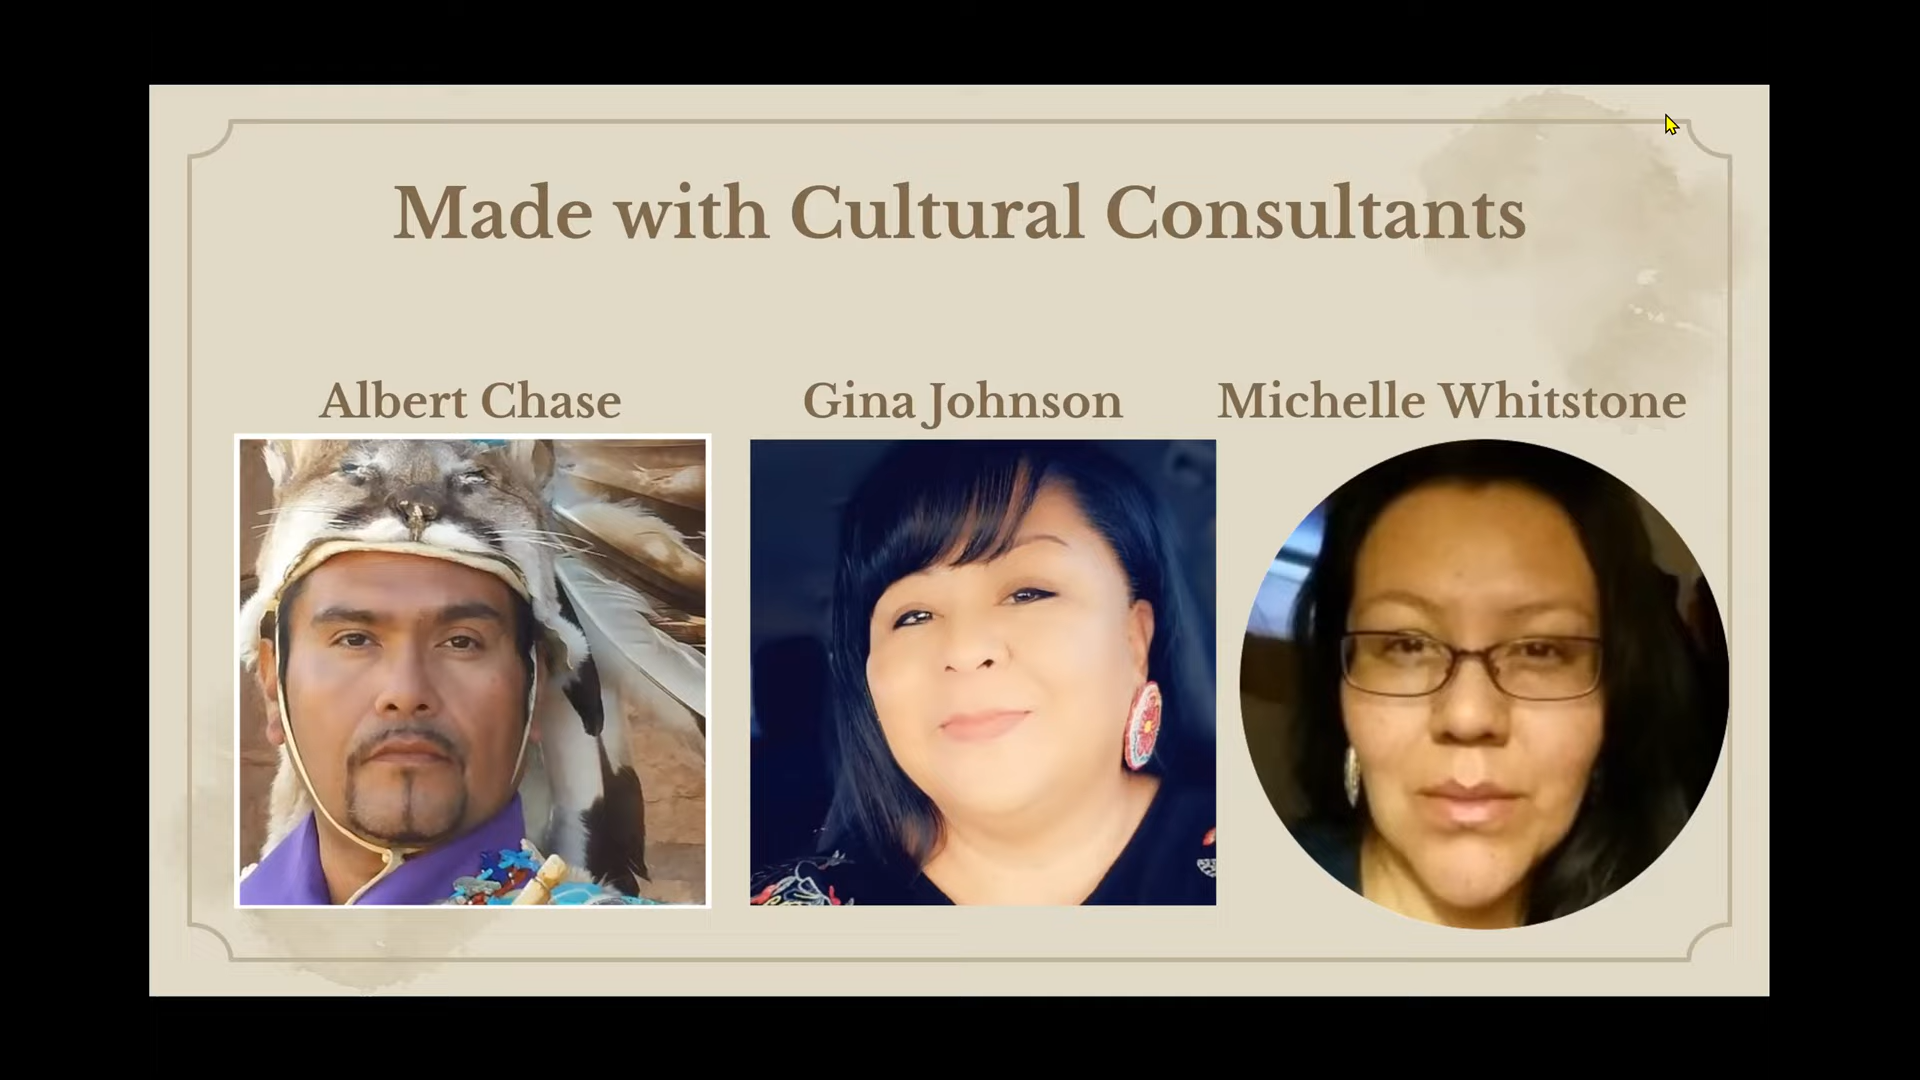 Made with Cultural Consultants
Albert Chase
Gina Johnson
Michelle Whitstone